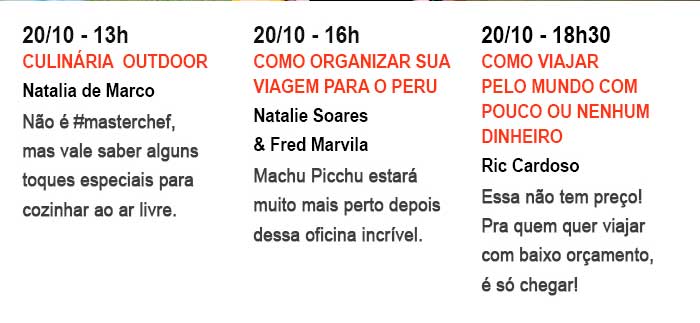 20/10 - 13h
CULINÁRIA OUTDOOR
Natalia de Marco
Não é #masterchef,
mas vale saber alguns
toques especiais para
cozinhar ao ar livre.
20/10 - 16h
COMO ORGANIZAR SUA
VIAGEM PARA O PERU
Natalie Soares
& Fred Marvila
Machu Picchu estará
muito mais perto depois
dessa oficina incrível.
20/10 - 18h30
COMO VIAJAR
PELO MUNDO COM
POUCO OU NENHUM
DINHEIRO
Ric Cardoso
Essa não tem preço!
Pra quem quer viajar
com baixo orçamento,
é só chegar!